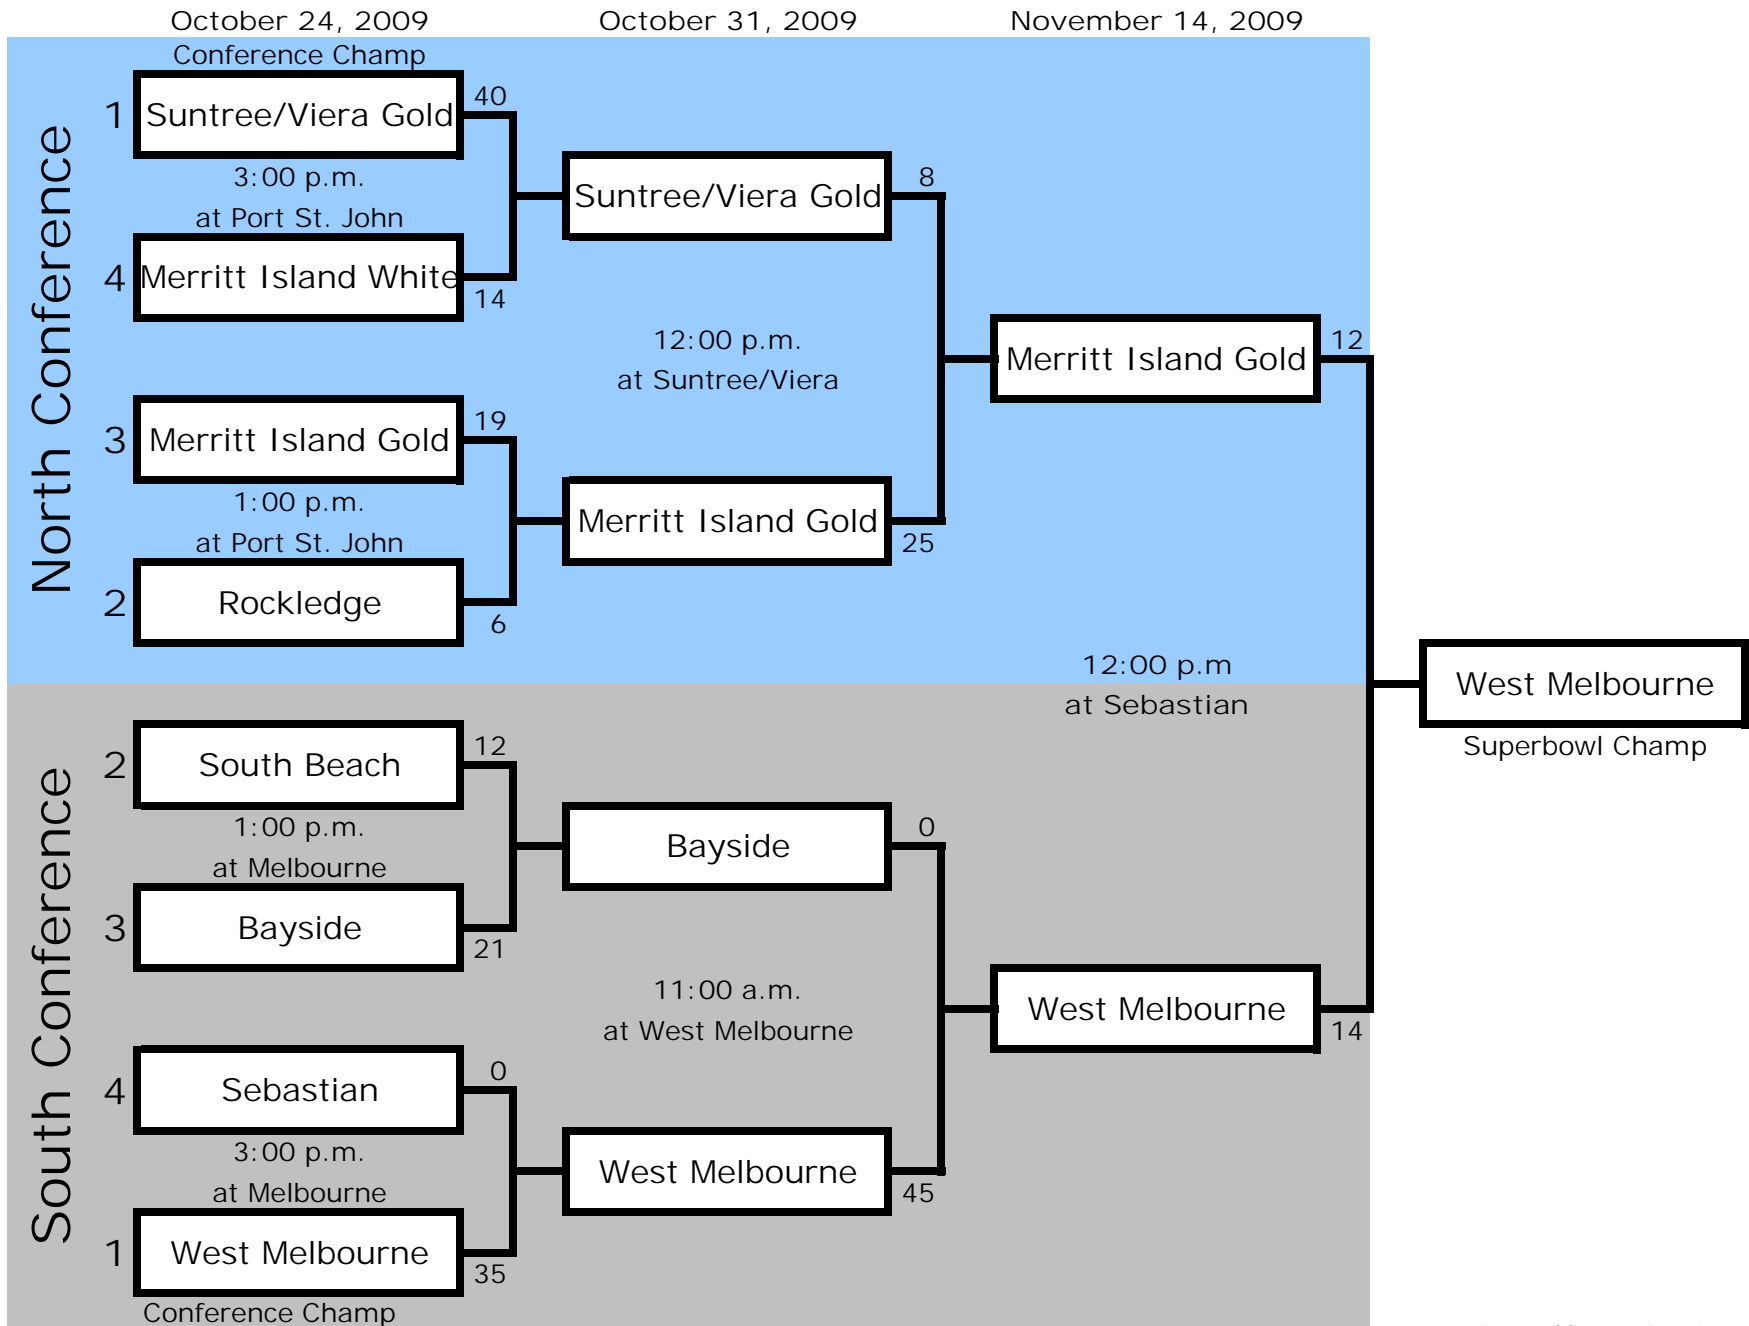 October 24, 2009
October 31, 2009
November 14, 2009
North Conference
Conference Champ
1
Suntree/Viera Gold
40
3:00 p.m.
at Port St. John
4
Merritt Island White
14
3
Merritt Island Gold
19
1:00 p.m.
at Port St. John
2
Rockledge
6
Suntree/Viera Gold
8
12:00 p.m.
at Suntree/Viera
Merritt Island Gold
25
Merritt Island Gold
12
12:00 p.m
at Sebastian
West Melbourne
Superbowl Champ
South Conference
2
South Beach
12
1:00 p.m.
at Melbourne
3
Bayside
21
4
Sebastian
0
3:00 p.m.
at Melbourne
1
West Melbourne
35
Conference Champ
Bayside
0
11:00 a.m.
at West Melbourne
West Melbourne
45
West Melbourne
14